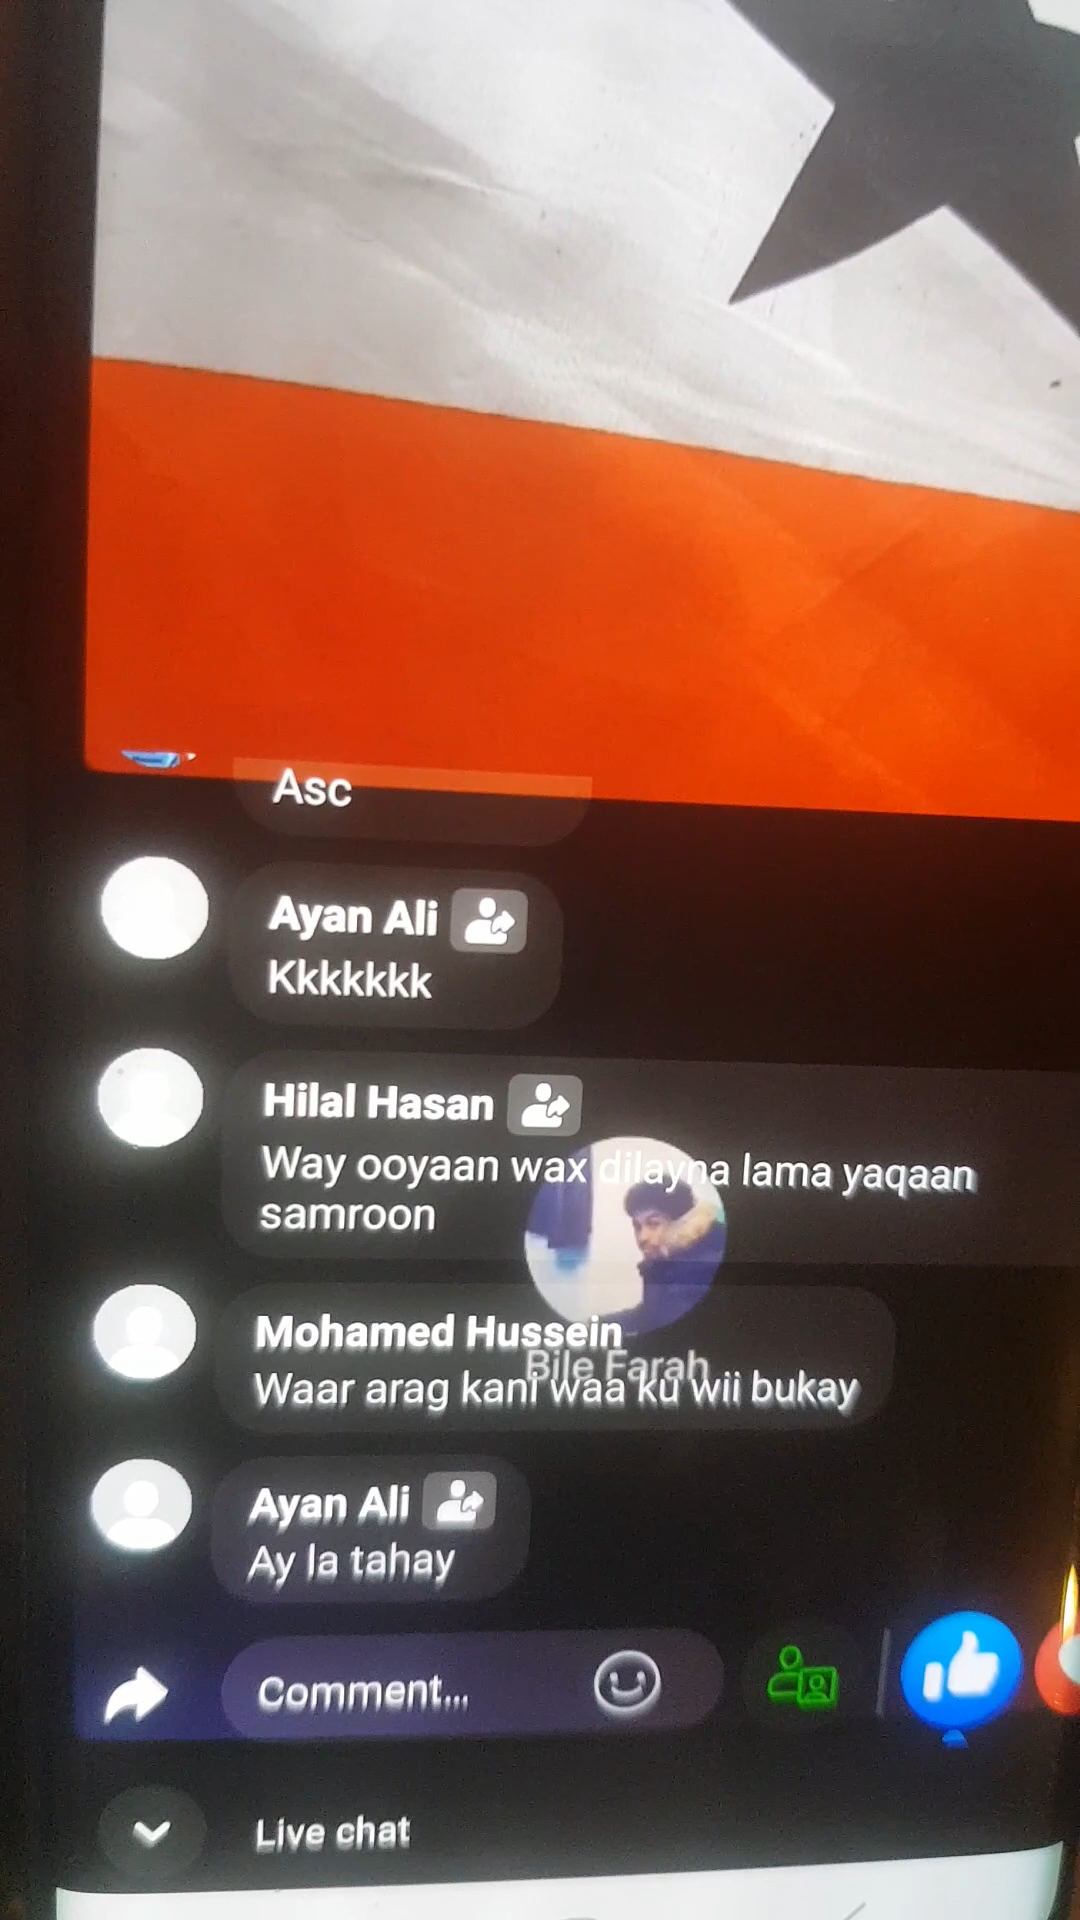 Asc
Ayan Ali
Kkkkkkk
Hilal Hasan
Way ooyaan wax dilayna lama yaqaan
samroon
Mohamed Hussein
Bile Farah
Waar arag kani waa ku wii bukay
Ayan Ali
Ay la tahay
Comment...
Live chat